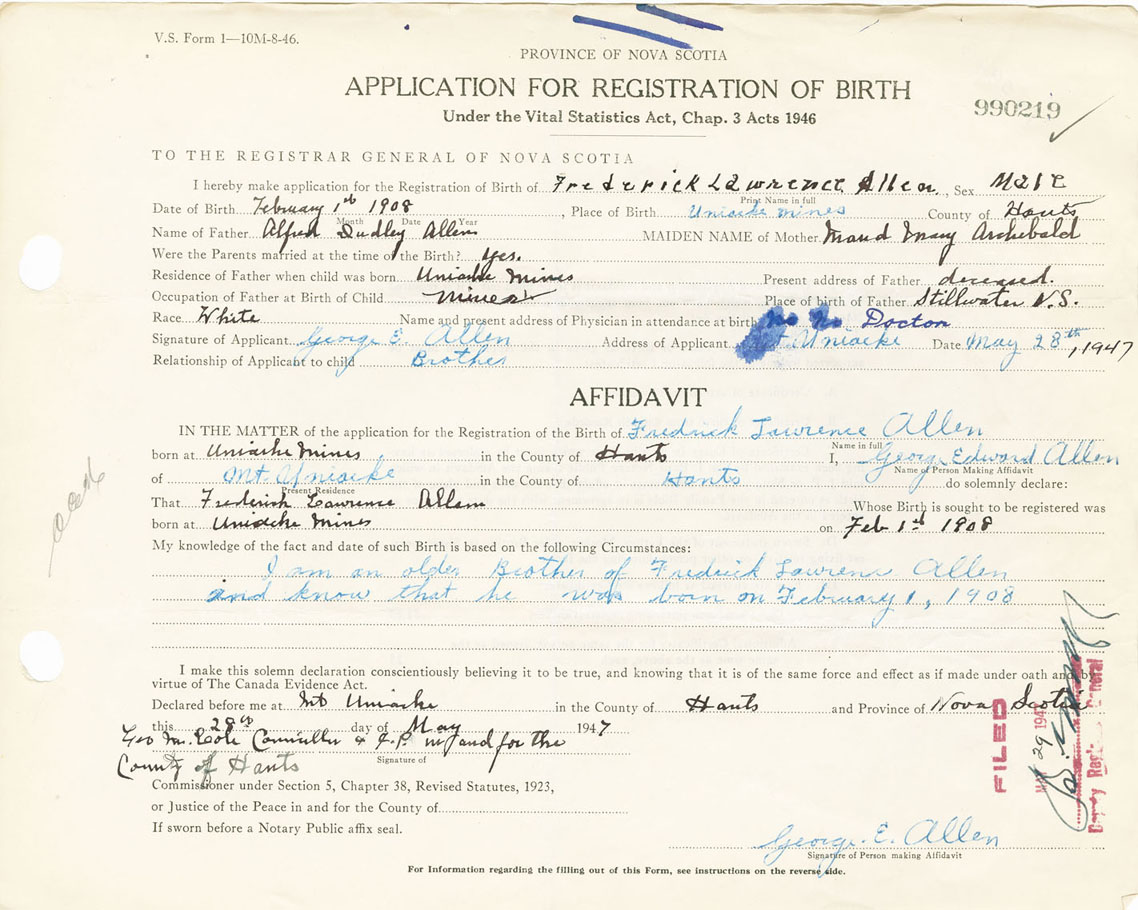 V.S. Form 1—10M-8-46.
PROVINCE OF NOVA SCOTIA
APPLICATION FOR REGISTRATION OF BIRTH
990219
Under the Vital Statistics Act, Chap. 3 Acts 1946
TO THE REGISTRAR GENERAL OF NOVA SCOTIA
I hereby make application for the Registration of Birth of Frederick Lawrence Allen, Sex Male
Print Name in full
Date of Birth February 1st 1908, Place of Birth Uniacke Mines County of Hants
Month Date Year
Name of Father Alfred Dudley Allen MAIDEN NAME of Mother Maud May Archibald
Were the Parents married at the time of the Birth? Yes.
Residence of Father when child was born Uniacke Mines Present address of Father deceased.
Occupation of Father at Birth of Child Miner Place of birth of Father Stillwater N.S.
Race White Name and present address of Physician in attendance at birth No No Doctor
Signature of Applicant George E. Allen Address of Applicant Mt Uniacke Date May 28th, 1947
Relationship of Applicant to child Brother
AFFIDAVIT
IN THE MATTER of the application for the Registration of the Birth of Fredrick Lawrence Allen
Name in full
born at Uniacke Mines in the County of Hants I, George Edward Allen
Name of Person Making Affidavit
of Mt Uniacke in the County of Hants do solemnly declare:
Present Residence
That Frederick Lawrence Allen Whose Birth is sought to be registered was
born at Uniacke Mines on Feb 1st 1908
My knowledge of the fact and date of such Birth is based on the following Circumstances:
I am an older Brother of Fredrick Lawrenc Allen
and know that he was born on February 1, 1908
I make this solemn declaration conscientiously believing it to be true, and knowing that it is of the same force and effect as if made under oath and by
virtue of The Canada Evidence Act.
Declared before me at Mt Uniacke in the County of Hants and Province of Nova Scotia
this 28th day of May 1947
Geo M. Cole Councillor & J.P. in and for the
County of Hants
Signature of
Commissioner under Section 5, Chapter 38, Revised Statutes, 1923,
or Justice of the Peace in and for the County of
If sworn before a Notary Public affix seal.
George. E. Allen
Signature of Person making Affidavit
For Information regarding the filling out of this Form, see instructions on the reverse side.
FILED
MAY 29 1947
Deputy Registrar General